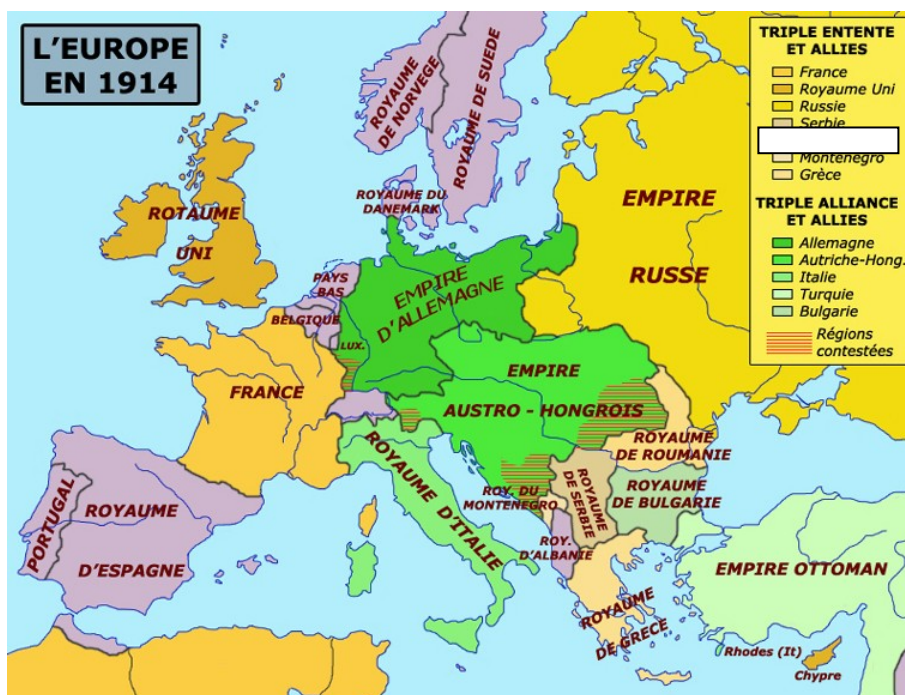 L'EUROPE
EN 1914
TRIPLE ENTENTE
ET ALLIES
France
Royaume Uni
Russie
Serbie
Montenegro
Grèce
TRIPLE ALLIANCE
ET ALLIES
Allemagne
Autriche-Hong.
Italie
Turquie
Bulgarie
Régions
contestées
ROYAUME
DE NORVEGE
ROYAUME DE SUEDE
ROYAUME DU
DANEMARK
ROTAUME
UNI
EMPIRE
RUSSE
PAYS
BAS
BELGIQUE
LUX.
EMPIRE
D'ALLEMAGNE
FRANCE
EMPIRE
AUSTRO - HONGROIS
ROYAUME
DE ROUMANIE
ROYAUME D'ITALIE
ROY. DU
MONTENEGRO
ROYAUME
DE SERBIE
ROYAUME
DE BULGARIE
PORTUGAL
ROYAUME
D'ESPAGNE
ROY.
D'ALBANIE
EMPIRE OTTOMAN
ROYAUME
DE GRECE
Rhodes (It)
Chypre